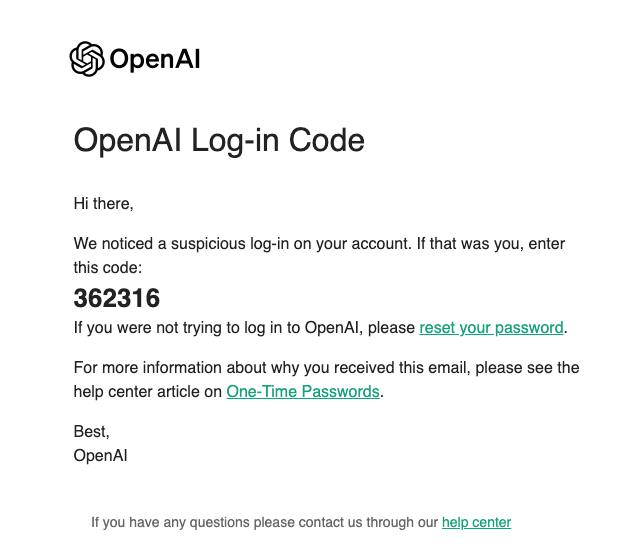 OpenAI
OpenAI Log-in Code
Hi there,
We noticed a suspicious log-in on your account. If that was you, enter
this code:
362316
If you were not trying to log in to OpenAI, please reset your password.
For more information about why you received this email, please see the
help center article on One-Time Passwords.
Best,
OpenAI
If you have any questions please contact us through our help center